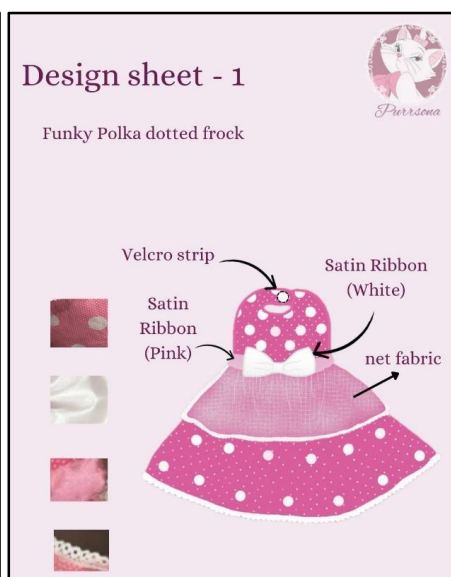 Design sheet - 1
Purrsona
Funky Polka dotted frock
Velcro strip
Satin Ribbon
(White)
Satin
Ribbon
(Pink)
net fabric